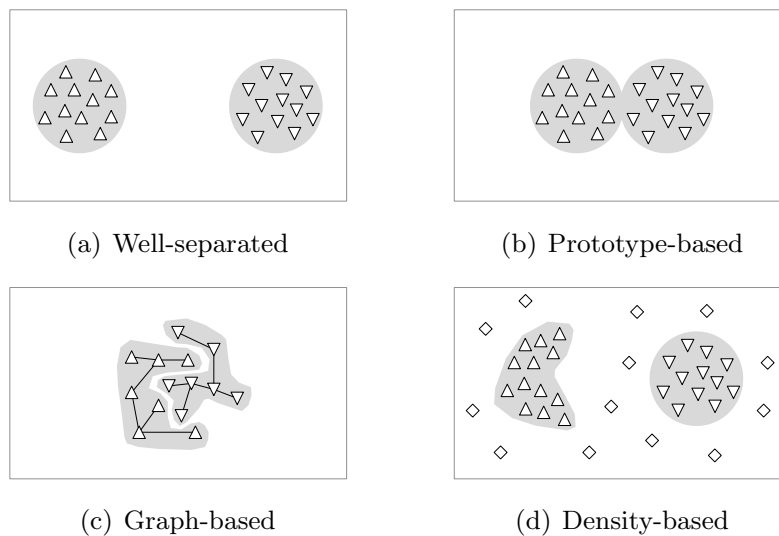 (a) Well-separated
(b) Prototype-based
(c) Graph-based
(d) Density-based